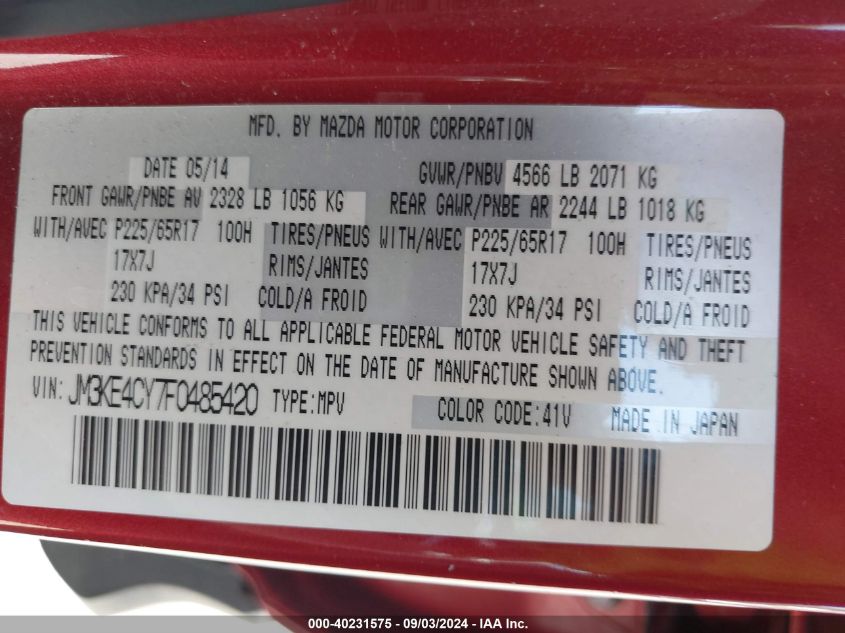 MFD. BY MAZDA MOTOR CORPORATION
DATE 05/14 GVWR/PNBV 4566 LB 2071 KG
FRONT GAWR/PNBE AV 2328 LB 1056 KG REAR GAWR/PNBE AR 2244 LB 1018 KG
WITH/AVEC P225/65R17 100H TIRES/PNEUS WITH/AVEC P225/65R17 100H TIRES/PNEUS
17X7J RIMS/JANTES 17X7J RIMS/JANTES
230 KPA/34 PSI COLD/A FROID 230 KPA/34 PSI COLD/A FROID
THIS VEHICLE CONFORMS TO ALL APPLICABLE FEDERAL MOTOR VEHICLE SAFETY AND THEFT
PREVENTION STANDARDS IN EFFECT ON THE DATE OF MANUFACTURE SHOWN ABOVE.
VIN: JM3KE4CY7F0485420 TYPE:MPV COLOR CODE:41V MADE IN JAPAN
000-40231575 - 09/03/2024 - IAA Inc.